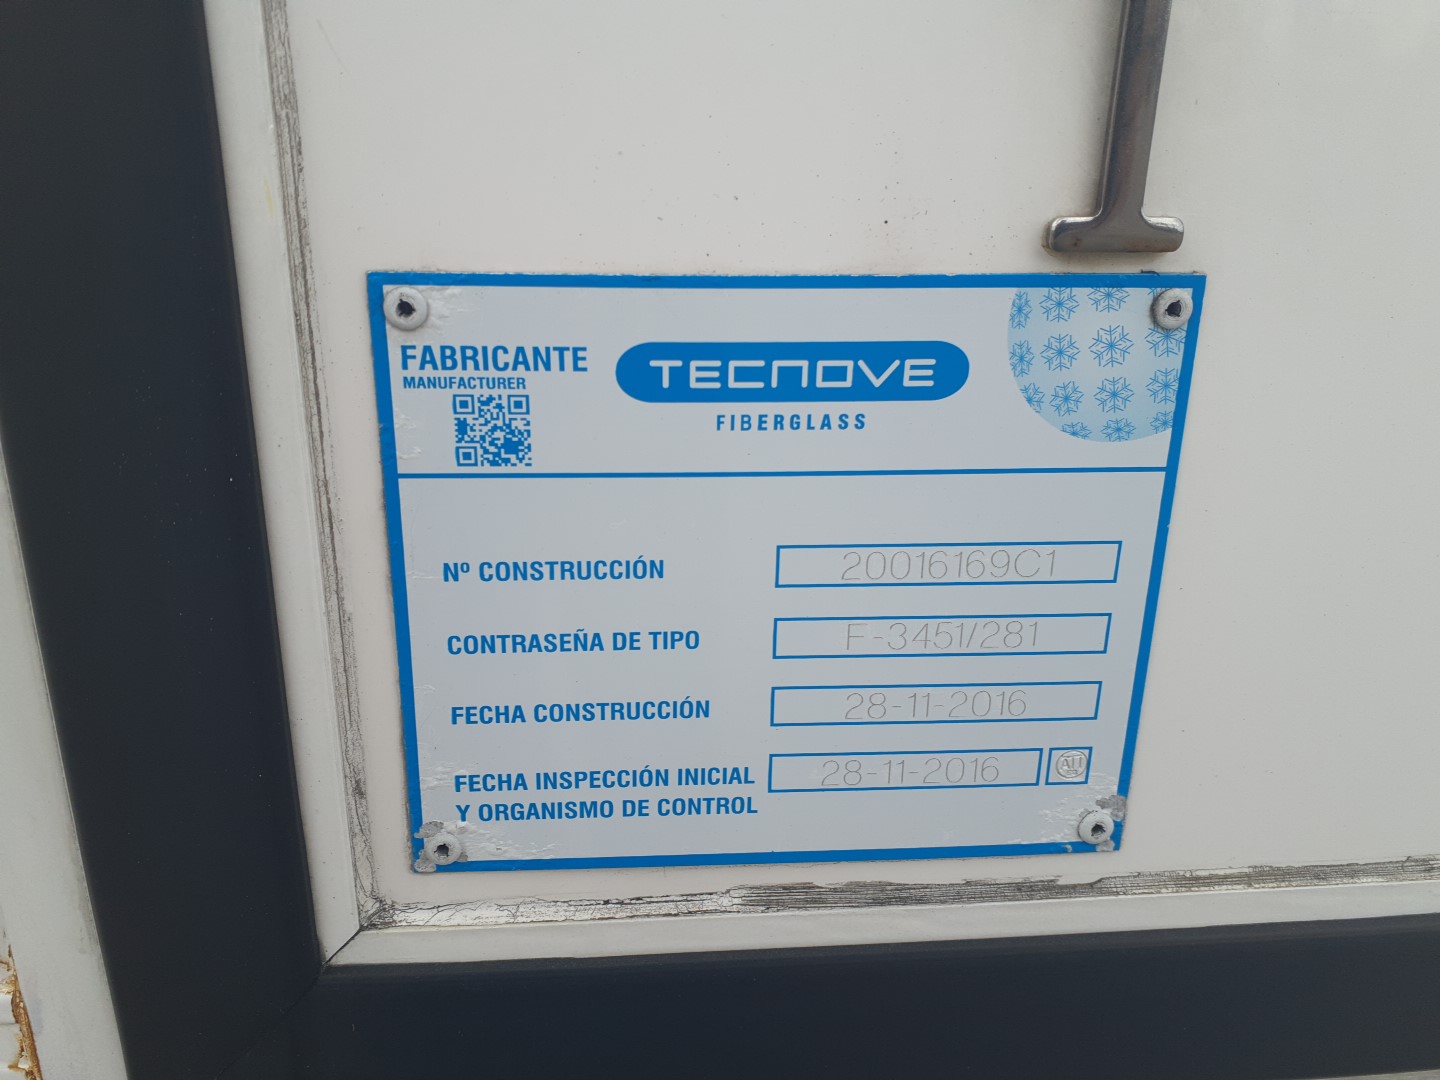 FABRICANTE
MANUFACTURER
TECNOVE
FIBERGLASS
Nº CONSTRUCCIÓN 20016169C1
CONTRASEÑA DE TIPO F-3451/281
FECHA CONSTRUCCIÓN 28-11-2016
FECHA INSPECCIÓN INICIAL 28-11-2016
Y ORGANISMO DE CONTROL